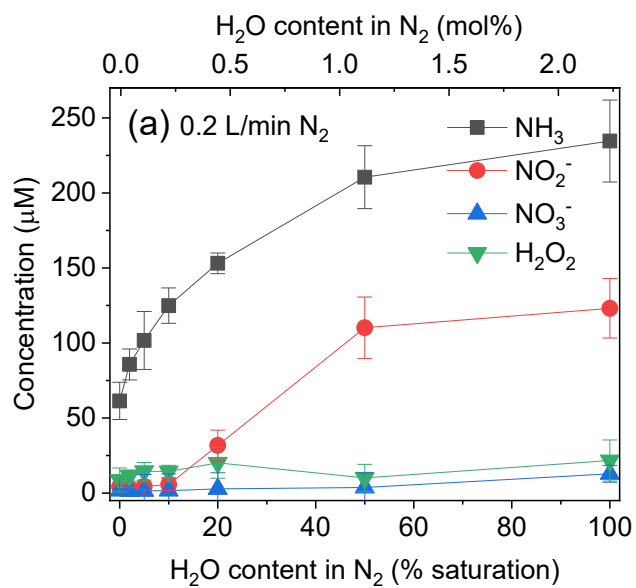 H₂O content in N₂ (mol%)
0.0 0.5 1.0 1.5 2.0
(a) 0.2 L/min N₂
NH₃
NO₂⁻
NO₃⁻
H₂O₂
Concentration (μM)
250
200
150
100
50
0
0 20 40 60 80 100
H₂O content in N₂ (% saturation)